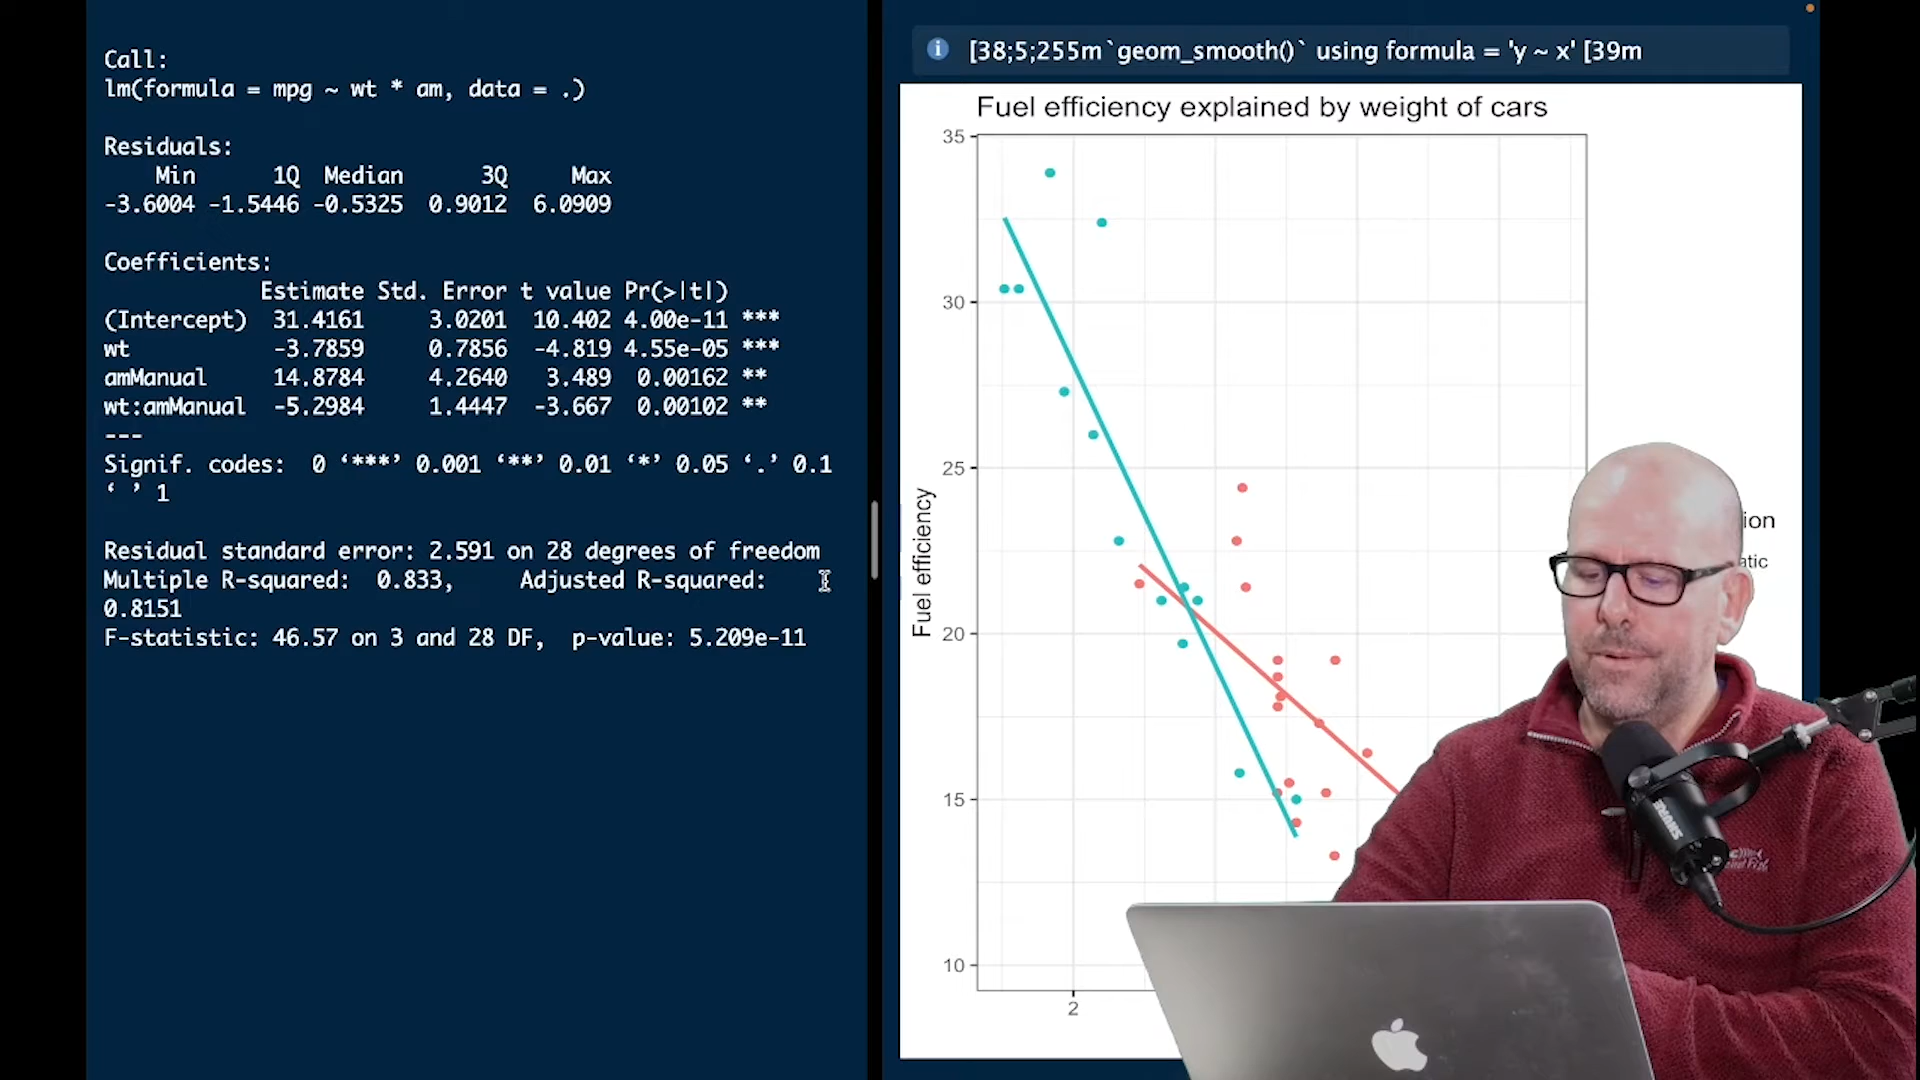 Call:
lm(formula = mpg ~ wt * am, data = .)
Residuals:
Min 1Q Median 3Q Max
-3.6004 -1.5446 -0.5325 0.9012 6.0909
Coefficients:
Estimate Std. Error t value Pr(>|t|)
(Intercept) 31.4161 3.0201 10.402 4.00e-11 ***
wt -3.7859 0.7856 -4.819 4.55e-05 ***
amManual 14.8784 4.2640 3.489 0.00162 **
wt:amManual -5.2984 1.4447 -3.667 0.00102 **
---
Signif. codes: 0 ‘***’ 0.001 ‘**’ 0.01 ‘*’ 0.05 ‘.’ 0.1
‘ ’ 1
Residual standard error: 2.591 on 28 degrees of freedom
Multiple R-squared: 0.833, Adjusted R-squared:
0.8151
F-statistic: 46.57 on 3 and 28 DF, p-value: 5.209e-11
[38;5;255m`geom_smooth()` using formula = 'y ~ x' [39m
Fuel efficiency explained by weight of cars
35
30
25
20
15
10
Fuel efficiency
2
ion
atic
SHURE